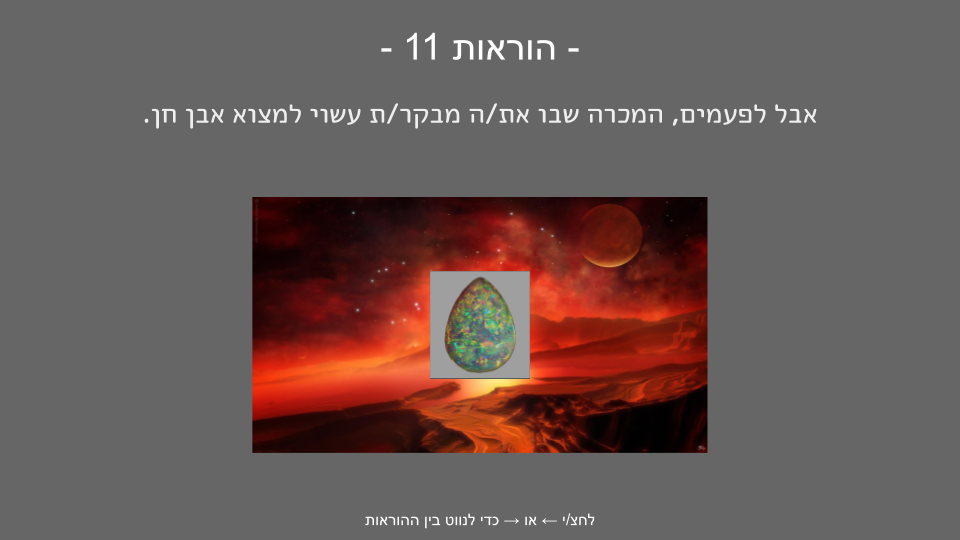 - הוראות 11 -
אבל לפעמים, המכרה שבו את/ה מבקר/ת עשוי למצוא אבן חן.
לחצ/י ← או → כדי לנווט בין ההוראות